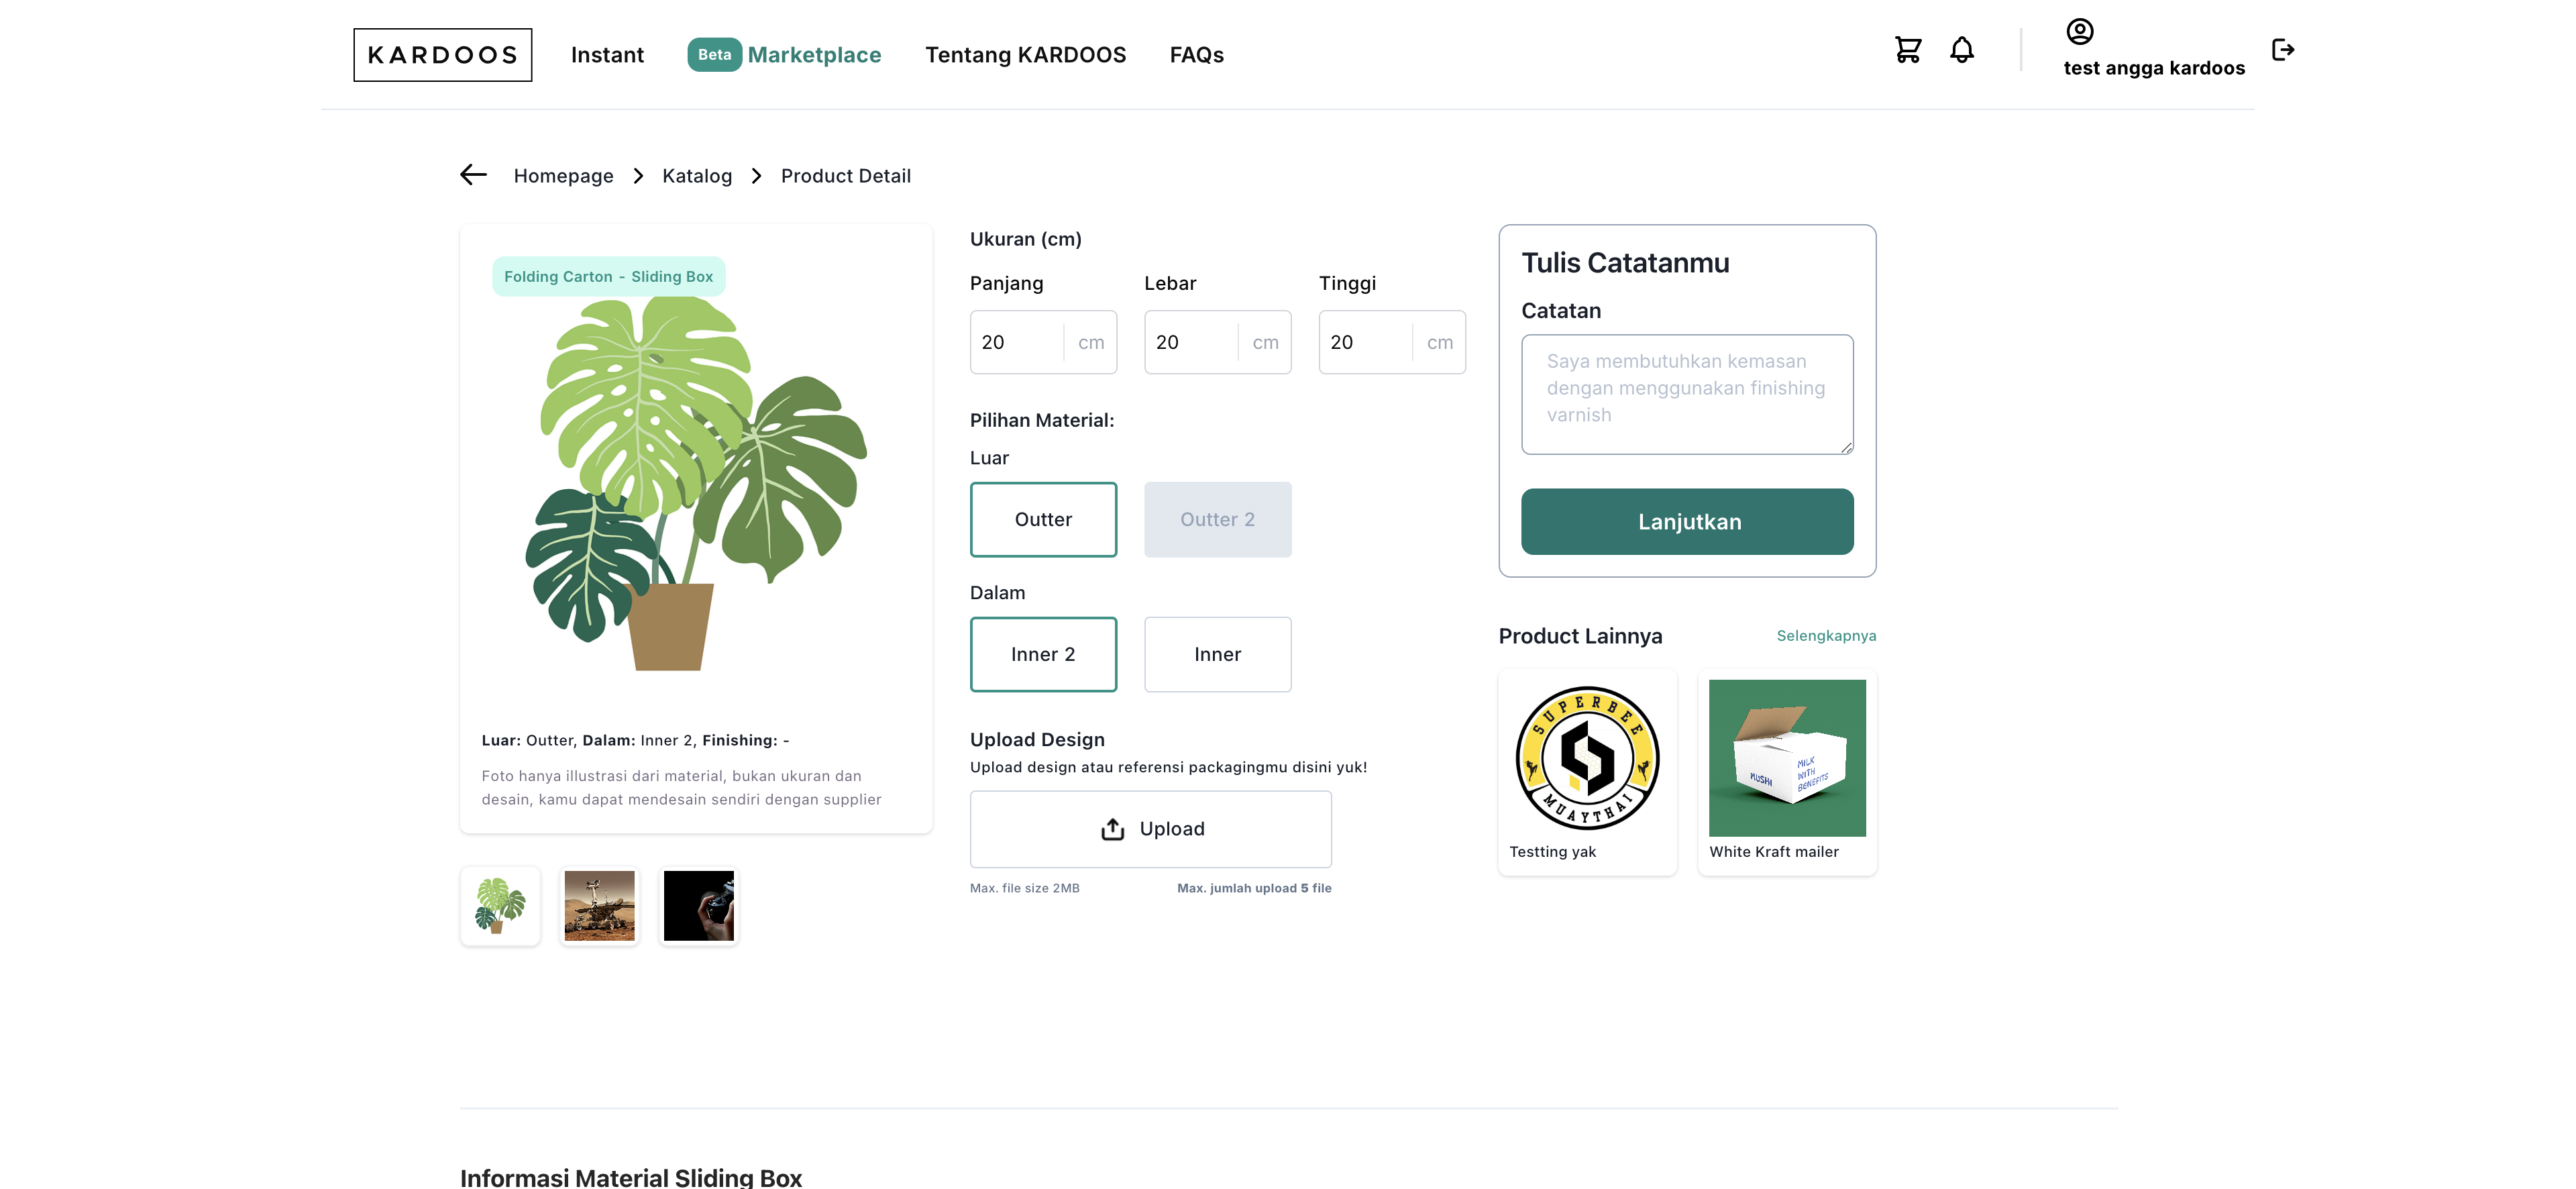 KARDOOS
Instant
Beta Marketplace
Tentang KARDOOS
FAQs
test angga kardoos
Homepage > Katalog > Product Detail
Folding Carton - Sliding Box
Luar: Outter, Dalam: Inner 2, Finishing: -
Foto hanya illustrasi dari material, bukan ukuran dan
desain, kamu dapat mendesain sendiri dengan supplier
Ukuran (cm)
Panjang
Lebar
Tinggi
20 cm
20 cm
20 cm
Pilihan Material:
Luar
Outter
Outter 2
Dalam
Inner 2
Inner
Upload Design
Upload design atau referensi packagingmu disini yuk!
Upload
Max. file size 2MB
Max. jumlah upload 5 file
Tulis Catatanmu
Catatan
Saya membutuhkan kemasan
dengan menggunakan finishing
varnish
Lanjutkan
Product Lainnya
Selengkapnya
SUPERBEE
MUAYTHAI
Testting yak
MUSHI
MILK
WITH
BENEFITS
White Kraft mailer
Informasi Material Sliding Box